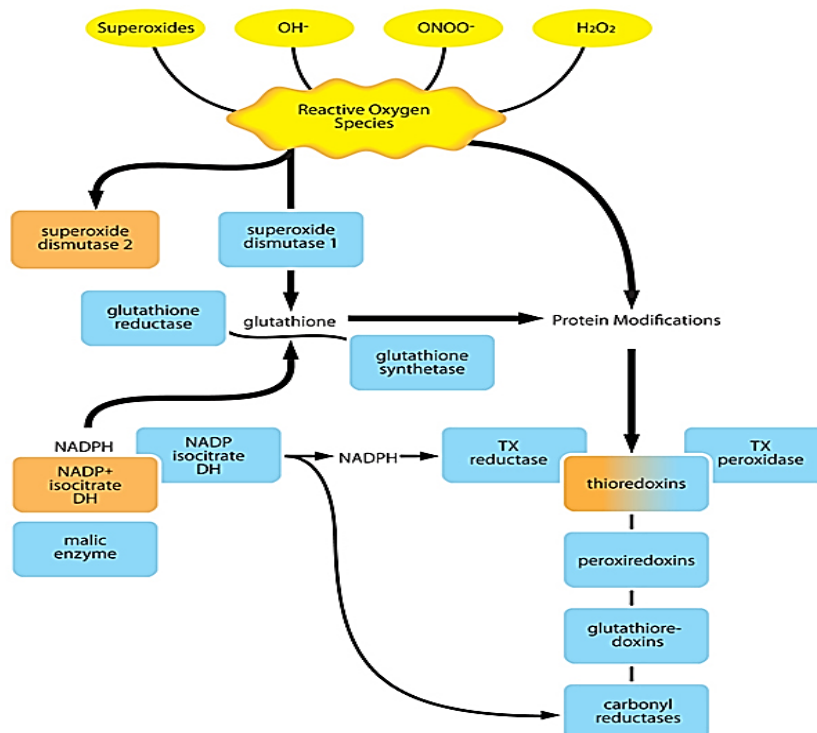 Superoxides
OH-
ONOO-
H2O2
Reactive Oxygen
Species
superoxide
dismutase 2
superoxide
dismutase 1
glutathione
reductase
glutathione
Protein Modifications
glutathione
synthetase
NADPH
NADP+
isocitrate
DH
NADP
isocitrate
DH
NADPH
TX
reductase
thioredoxins
TX
peroxidase
malic
enzyme
peroxiredoxins
glutathiore-
doxins
carbonyl
reductases